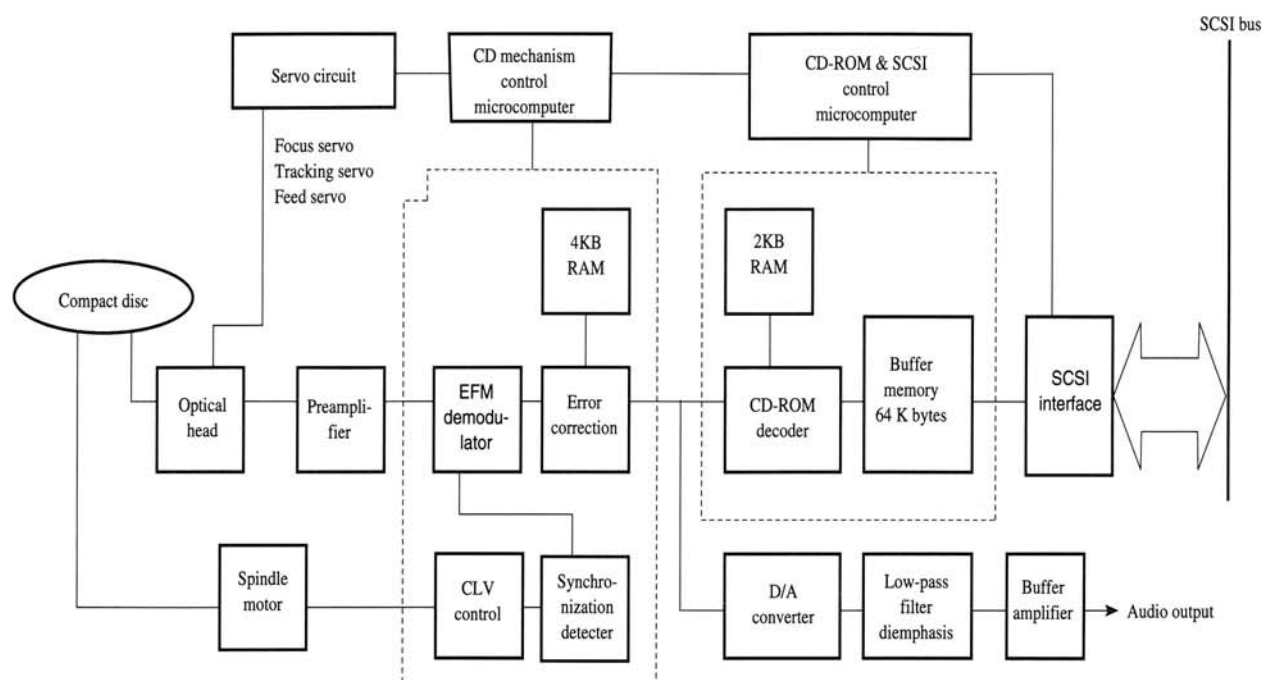 SCSI bus
Servo circuit
CD mechanism
control
microcomputer
CD-ROM & SCSI
control
microcomputer
Focus servo
Tracking servo
Feed servo
4KB
RAM
2KB
RAM
Compact disc
Optical
head
Preampli-
fier
EFM
demodu-
lator
Error
correction
CD-ROM
decoder
Buffer
memory
64 K bytes
SCSI
interface
Spindle
motor
CLV
control
Synchro-
nization
detecter
D/A
converter
Low-pass
filter
diemphasis
Buffer
amplifier
Audio output